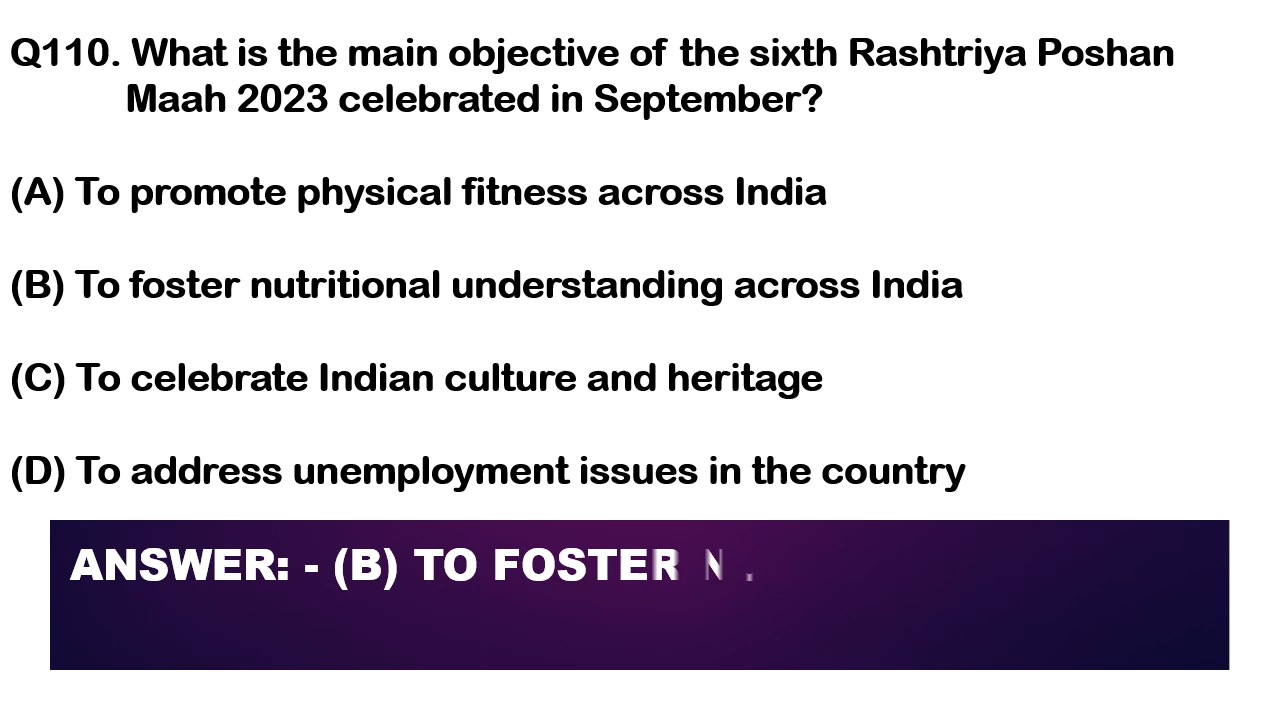 Q110. What is the main objective of the sixth Rashtriya Poshan
Maah 2023 celebrated in September?
(A) To promote physical fitness across India
(B) To foster nutritional understanding across India
(C) To celebrate Indian culture and heritage
(D) To address unemployment issues in the country
ANSWER: - (B) TO FOSTER N